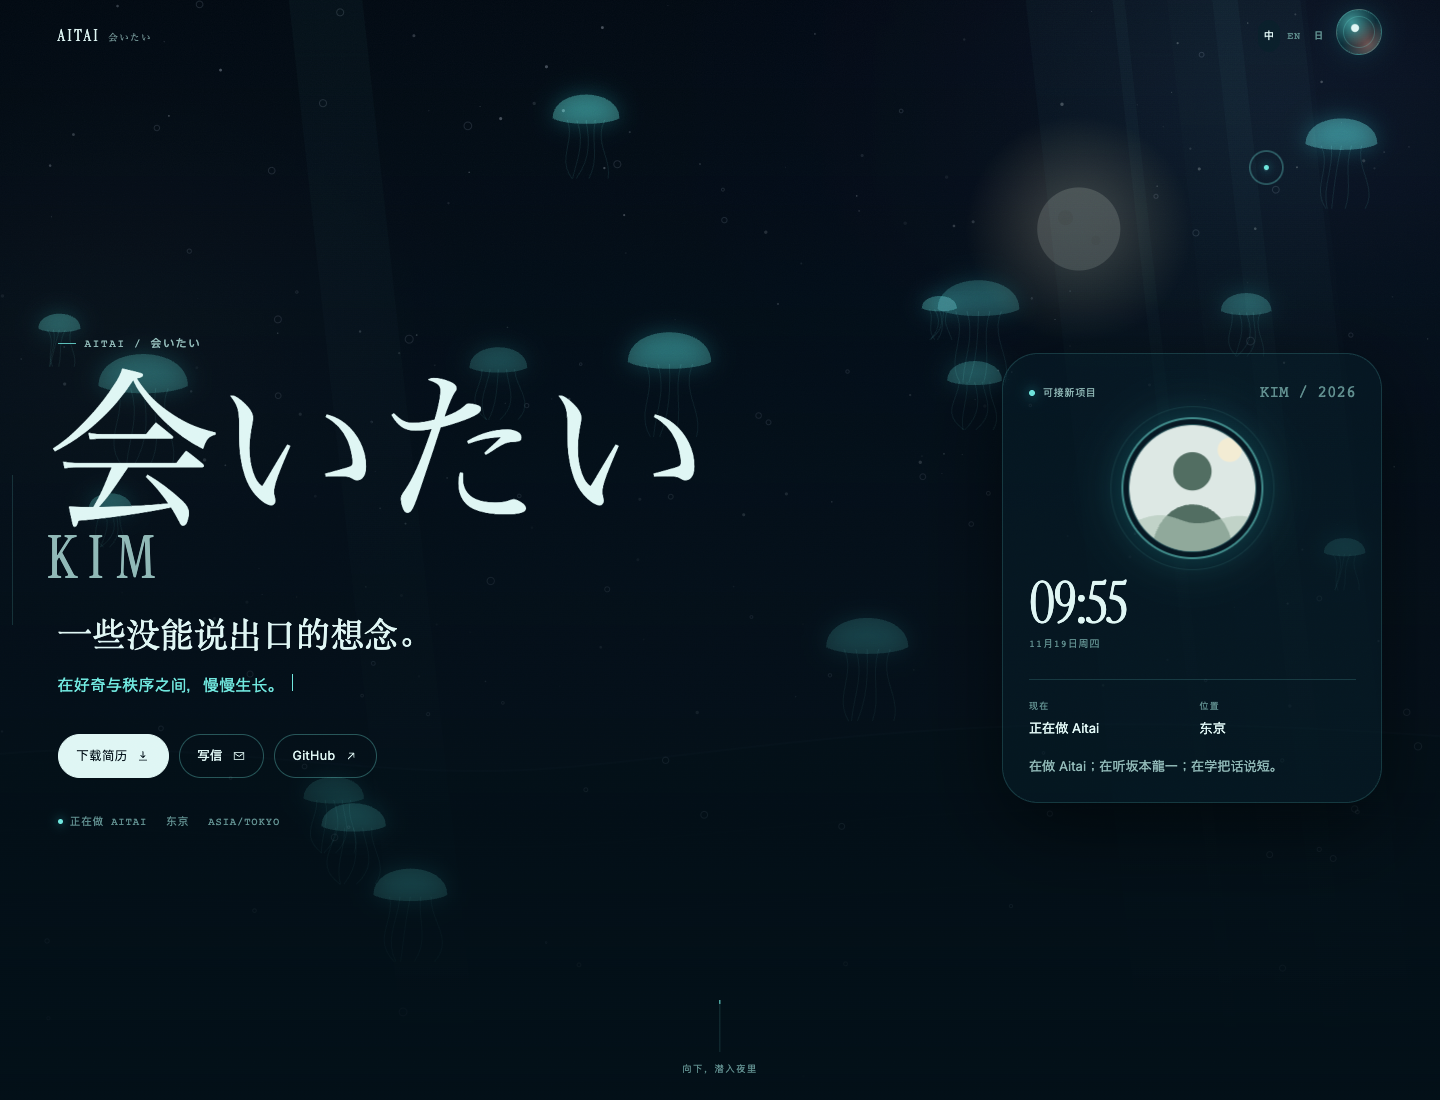 AITAI 会いたい
中 EN 日
AITAI / 会いたい
会いたい
KIM
一些没能说出口的想念。
在好奇与秩序之间，慢慢生长。
下载简历 写信 GitHub
正在做 AITAI 东京 ASIA/TOKYO
可接新项目 KIM / 2026
09:55
11月19日周四
现在 位置
正在做 Aitai 东京
在做 Aitai；在听坂本龍一；在学把话说短。
向下，潜入夜里